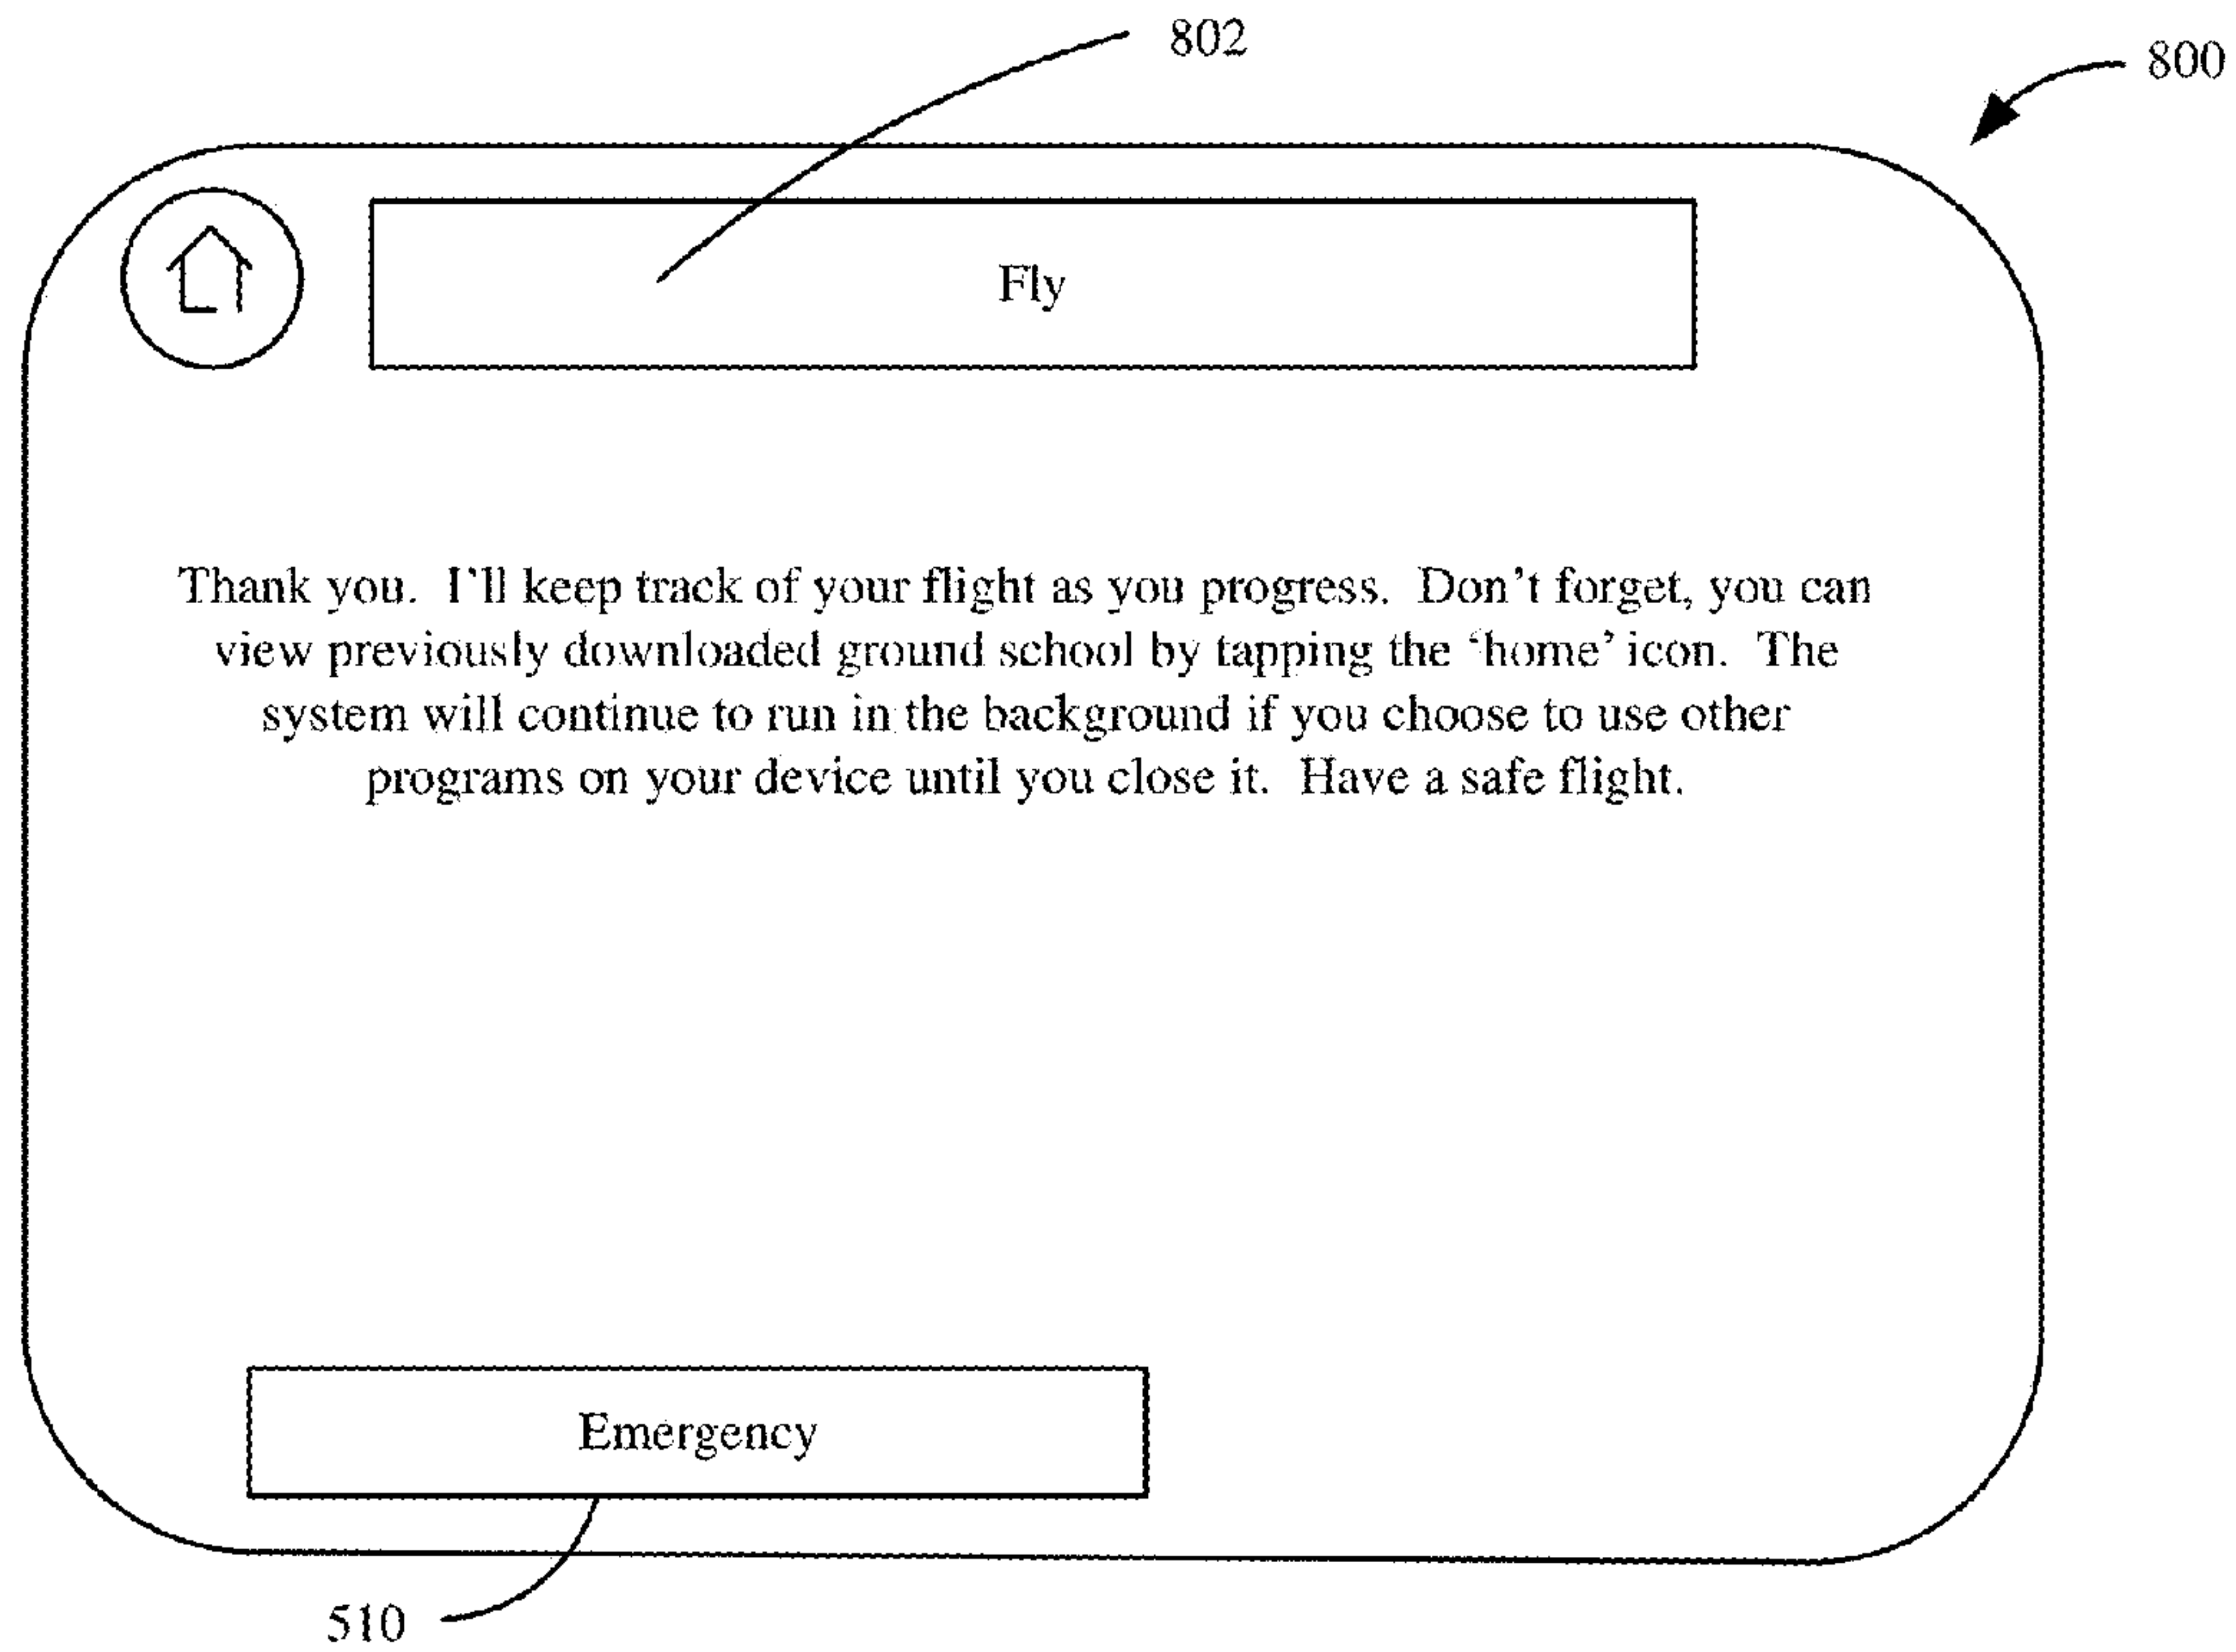 802
800
Fly
Thank you. I'll keep track of your flight as you progress. Don't forget, you can
view previously downloaded ground school by tapping the 'home' icon. The
system will continue to run in the background if you choose to use other
programs on your device until you close it. Have a safe flight.
Emergency
510